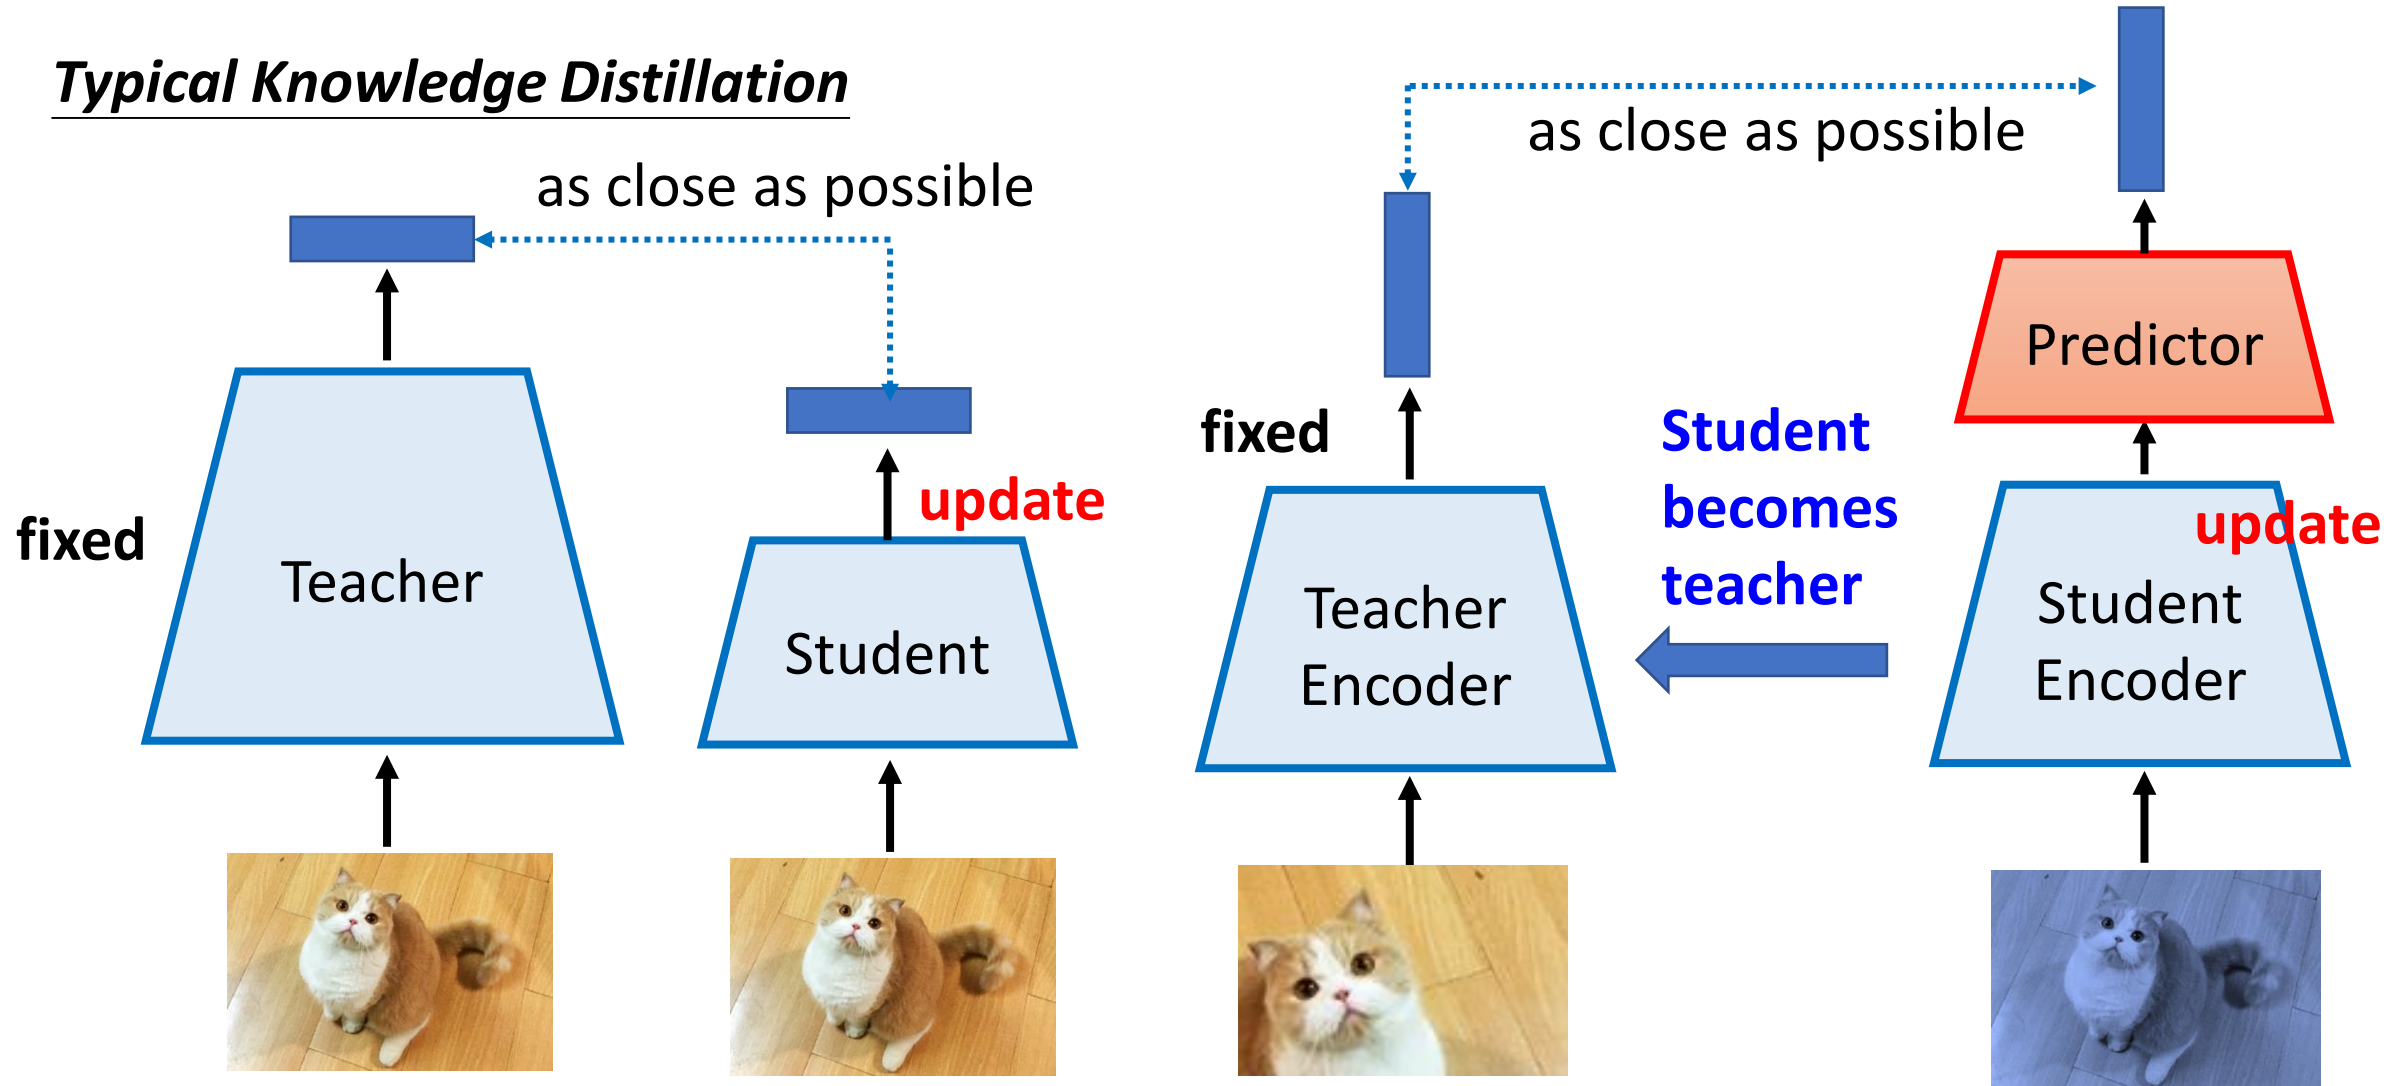 Typical Knowledge Distillation
as close as possible
fixed
Teacher
update
Student
as close as possible
fixed
Teacher
Encoder
Student
becomes
teacher
Predictor
update
Student
Encoder